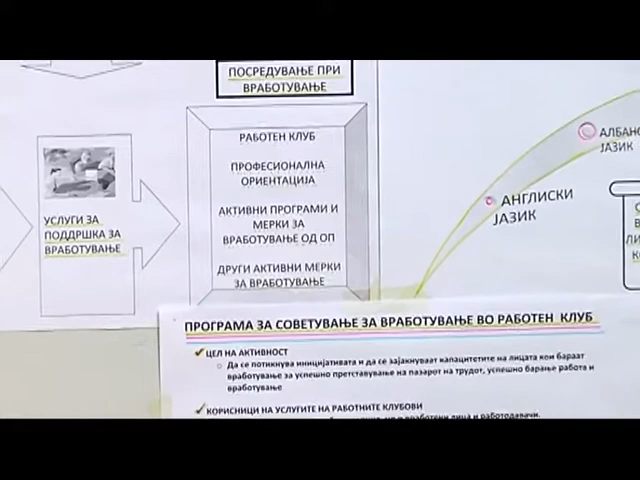 ПОСРЕДУВАЊЕ ПРИ
ВРАБОТУВАЊЕ
РАБОТЕН КЛУБ
ПРОФЕСИОНАЛНА
ОРИЕНТАЦИЈА
АКТИВНИ ПРОГРАМИ И
МЕРКИ ЗА
ВРАБОТУВАЊЕ ОД ОП
ДРУГИ АКТИВНИ МЕРКИ
ЗА ВРАБОТУВАЊЕ
УСЛУГИ ЗА
ПОДДРШКА ЗА
ВРАБОТУВАЊЕ
АНГЛИСКИ
ЈАЗИК
ЈАЗИК
ПРОГРАМА ЗА СОВЕТУВАЊЕ ЗА ВРАБОТУВАЊЕ ВО РАБОТЕН КЛУБ
ЦЕЛ НА АКТИВНОСТ
Да се потикнува иницијативата и да се зајакнуваат капацитетите на лицата кои бараат
вработување за успешно претставување на пазарот на трудот, успешно барање работа и
вработување
КОРИСНИЦИ НА УСЛУГИТЕ НА РАБОТНИТЕ КЛУБОВИ
лица и работодавачи.